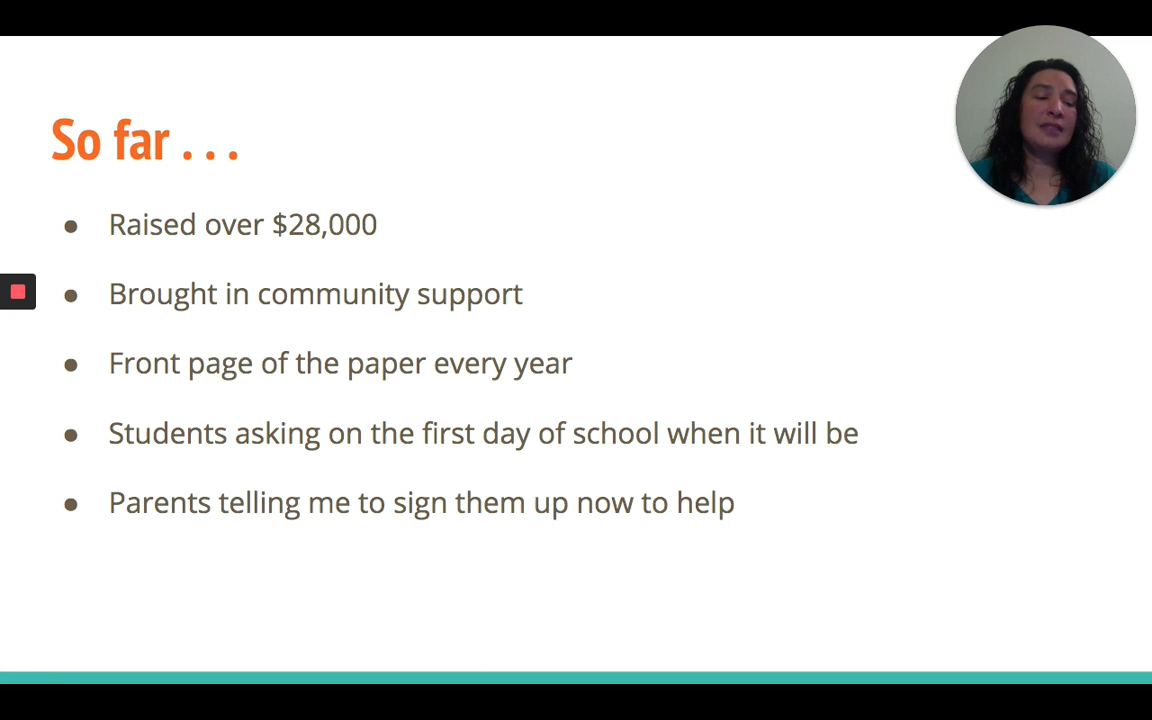 So far . . .
● Raised over $28,000
● Brought in community support
● Front page of the paper every year
● Students asking on the first day of school when it will be
● Parents telling me to sign them up now to help